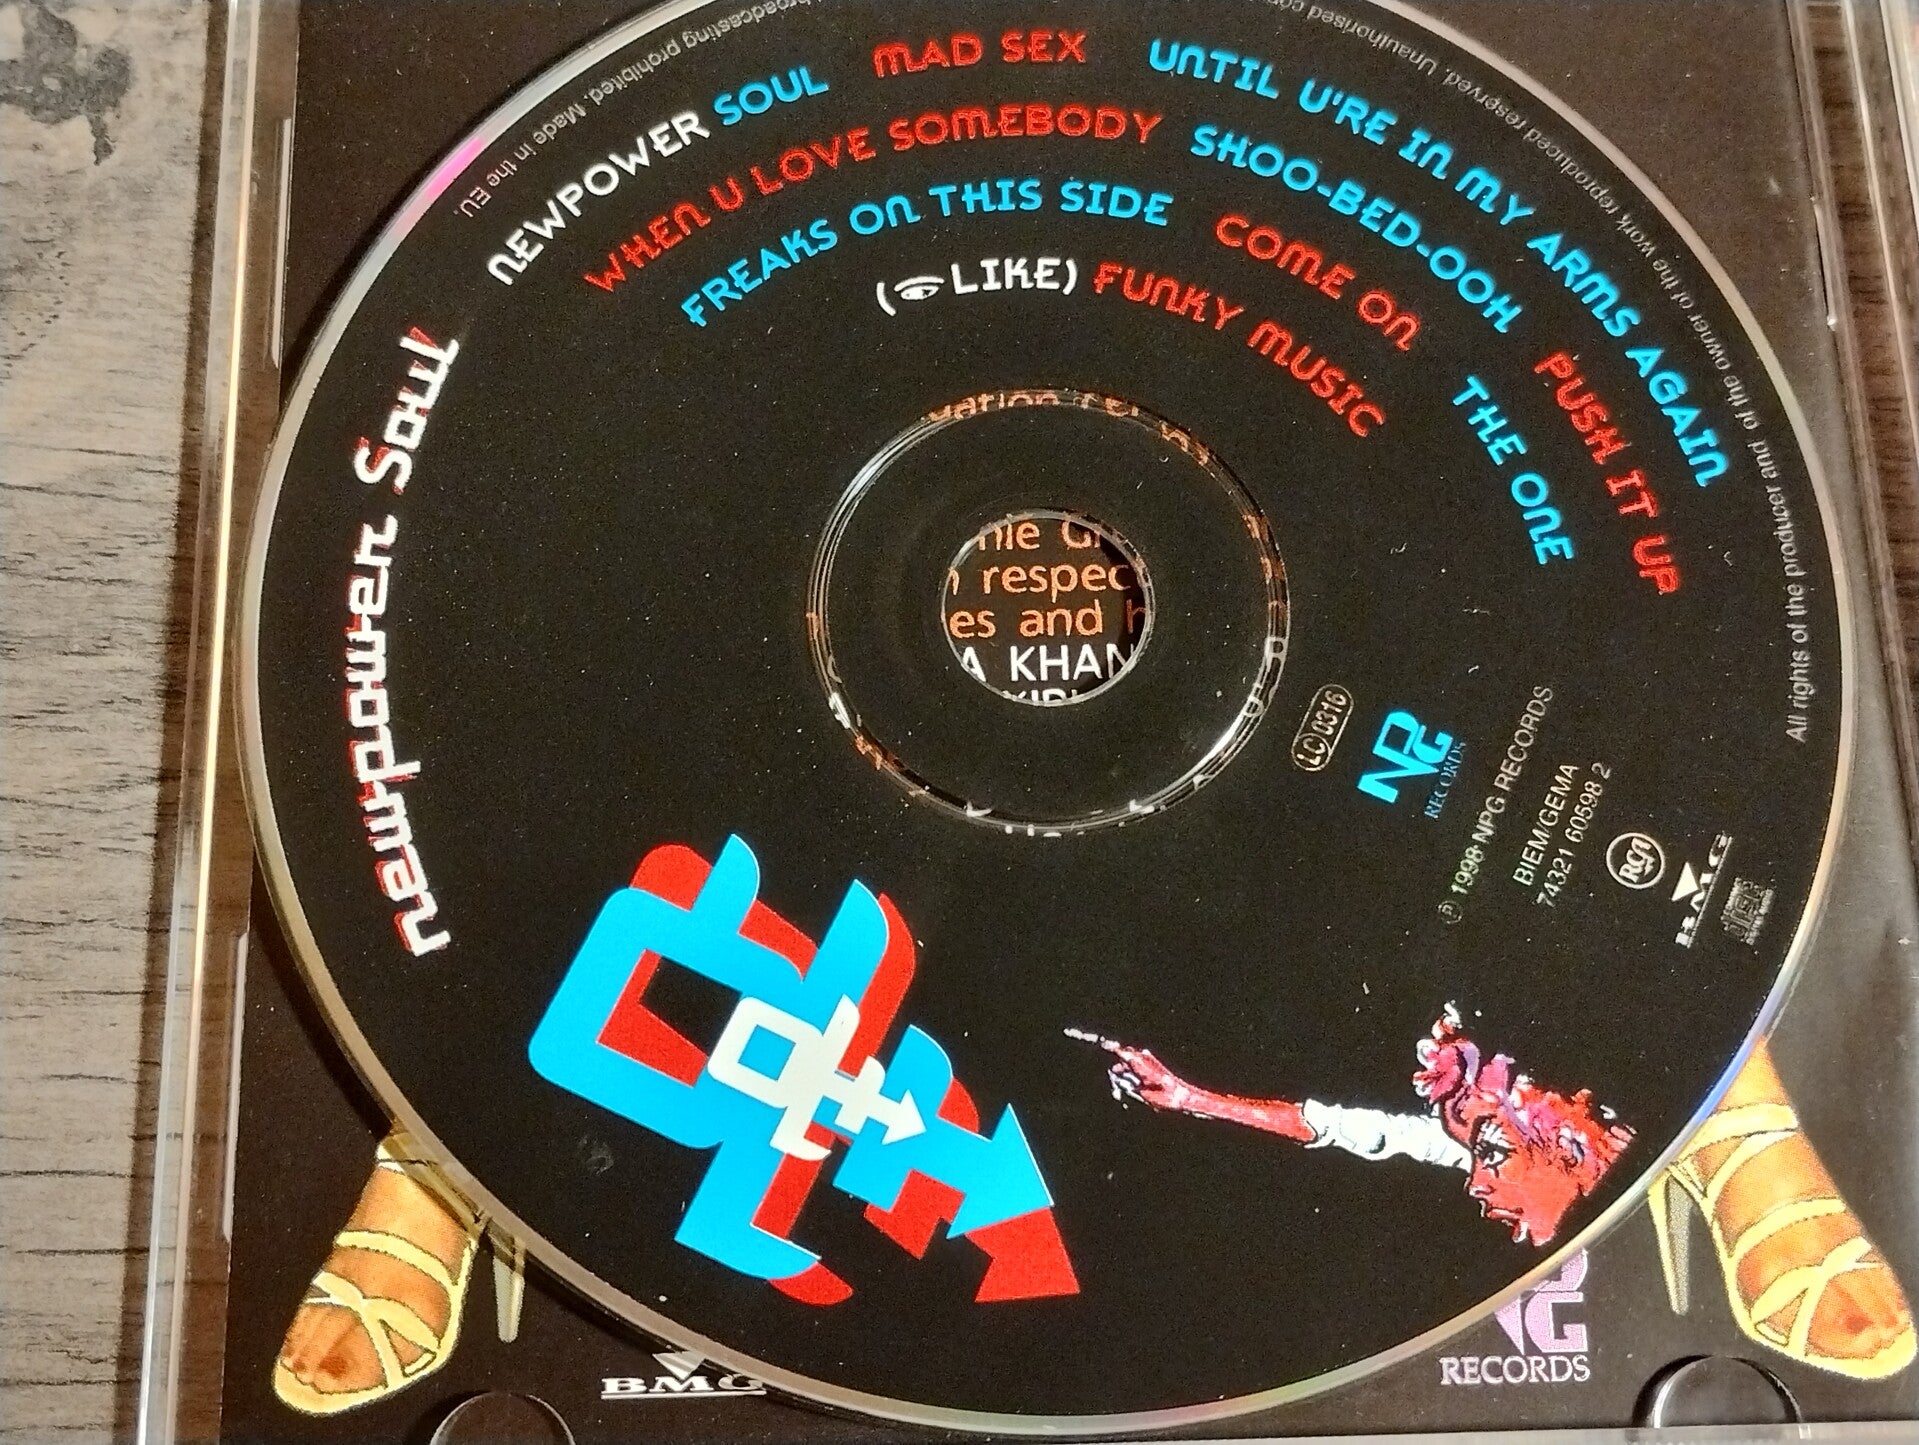 broadcasting prohibited. Made in the EU.
NEWPOWER SOUL MAD SEX UNTIL U'RE IN MY ARMS AGAIN
WHEN U LOVE SOMEBODY SHOO-BED-OOH PUSH IT UP
FREAKS ON THIS SIDE COME ON THE ONE
( LIKE) FUNKY MUSIC
newpower Soul
respec
es and
KHAN
LC 0316
NPG
RECORDS
℗ 1998 NPG RECORDS
BIEM/GEMA
74321 60598 2
RCA
BMG
All rights of the producer and of the owner of the work reproduced reserved. Unauthorised
BMG
RECORDS